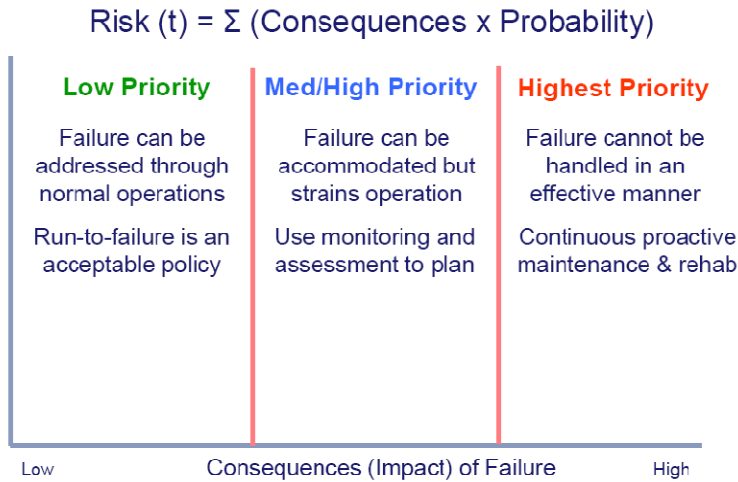 Risk (t) = Σ (Consequences x Probability)
Low Priority
Failure can be
addressed through
normal operations
Run-to-failure is an
acceptable policy
Med/High Priority
Failure can be
accommodated but
strains operation
Use monitoring and
assessment to plan
Highest Priority
Failure cannot be
handled in an
effective manner
Continuous proactive
maintenance & rehab
Low
Consequences (Impact) of Failure
High